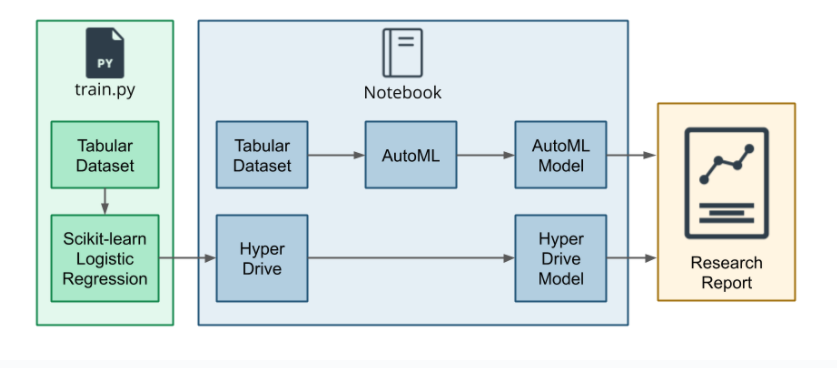 PY
train.py
Tabular
Dataset
Scikit-learn
Logistic
Regression
Notebook
Tabular
Dataset
AutoML
AutoML
Model
Hyper
Drive
Hyper
Drive
Model
Research
Report